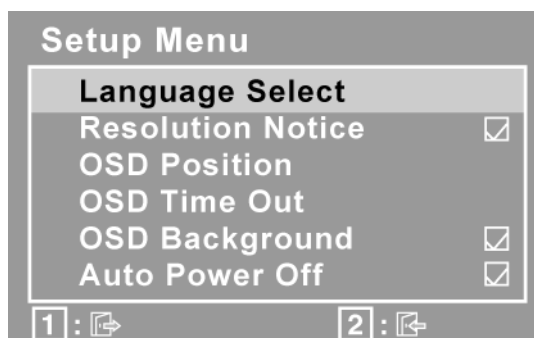 Setup Menu
Language Select
Resolution Notice
OSD Position
OSD Time Out
OSD Background
Auto Power Off
1 : 2 :